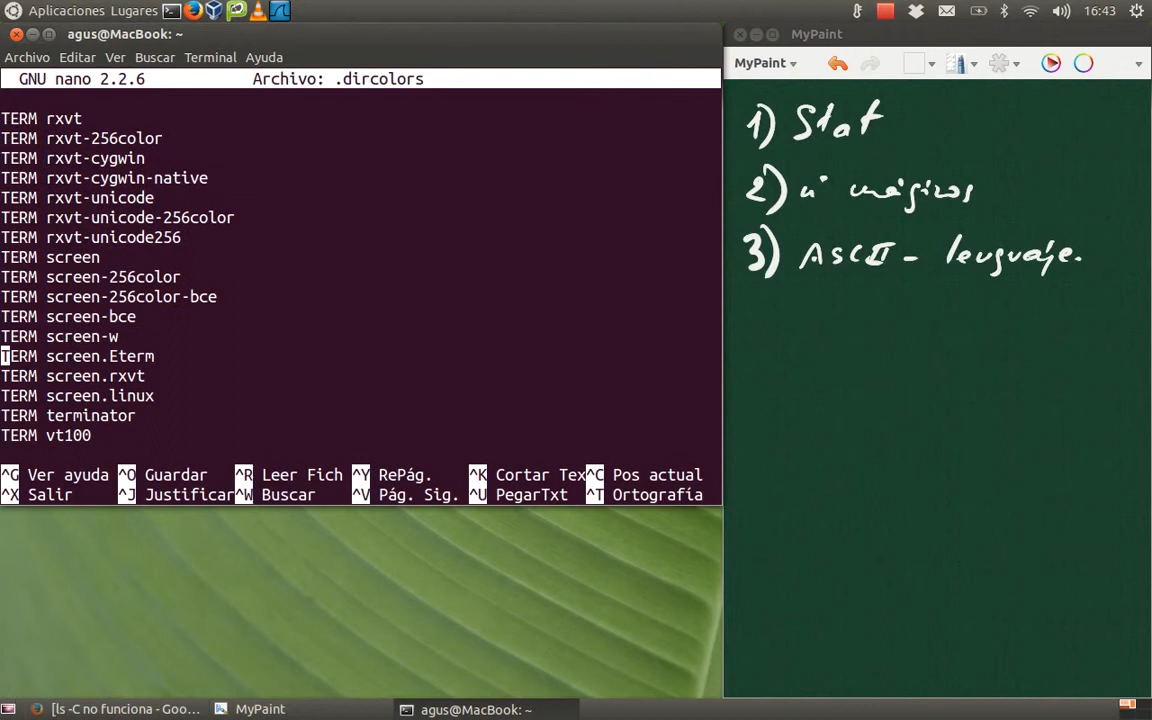 Aplicaciones Lugares 16:43
agus@MacBook: ~
Archivo Editar Ver Buscar Terminal Ayuda
GNU nano 2.2.6 Archivo: .dircolors
TERM rxvt
TERM rxvt-256color
TERM rxvt-cygwin
TERM rxvt-cygwin-native
TERM rxvt-unicode
TERM rxvt-unicode-256color
TERM rxvt-unicode256
TERM screen
TERM screen-256color
TERM screen-256color-bce
TERM screen-bce
TERM screen-w
TERM screen.Eterm
TERM screen.rxvt
TERM screen.linux
TERM terminator
TERM vt100
^G Ver ayuda ^O Guardar ^R Leer Fich ^Y RePág. ^K Cortar Tex^C Pos actual
^X Salir ^J Justificar^W Buscar ^V Pág. Sig. ^U PegarTxt ^T Ortografía
MyPaint
MyPaint
1) Stat
2) nº mágicos
3) ASCII - lenguaje.
[ls -C no funciona - Goo... MyPaint agus@MacBook: ~